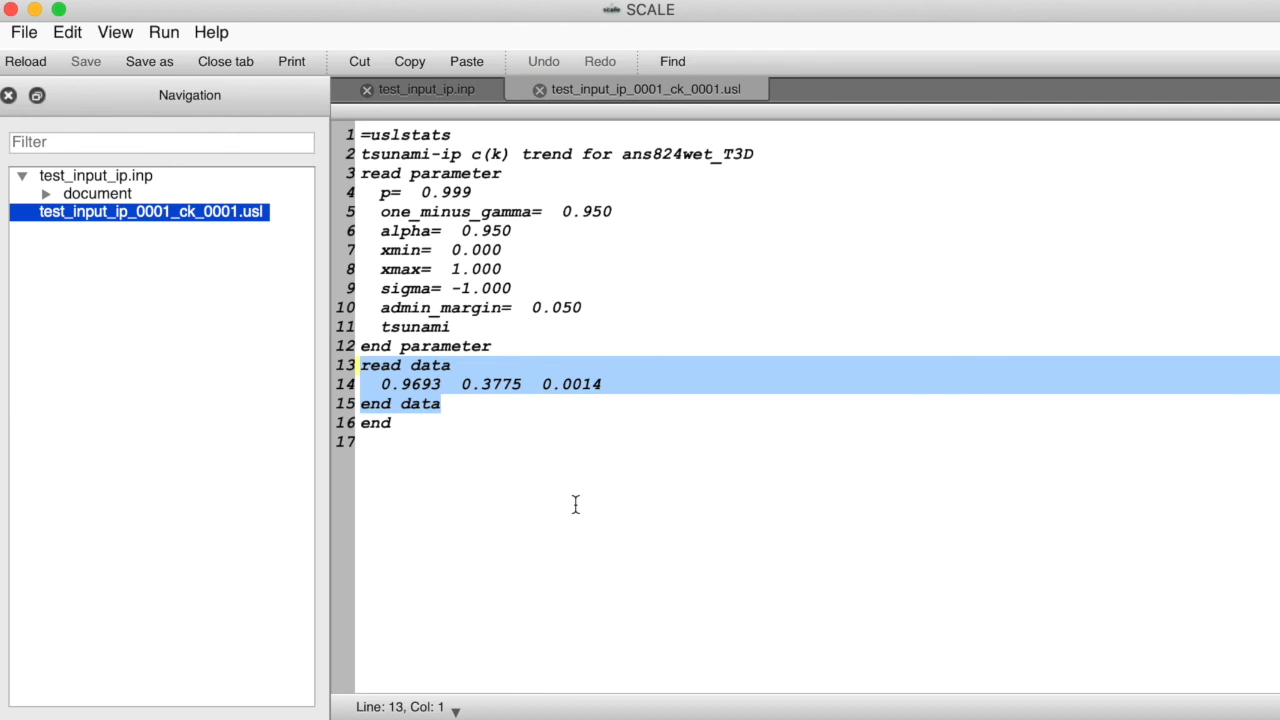 scale SCALE
File Edit View Run Help
Reload Save Save as Close tab Print Cut Copy Paste Undo Redo Find
Navigation
test_input_ip.inp test_input_ip_0001_ck_0001.usl
Filter
test_input_ip.inp
document
test_input_ip_0001_ck_0001.usl
1 =uslstats
2 tsunami-ip c(k) trend for ans824wet_T3D
3 read parameter
4 p= 0.999
5 one_minus_gamma= 0.950
6 alpha= 0.950
7 xmin= 0.000
8 xmax= 1.000
9 sigma= -1.000
10 admin_margin= 0.050
11 tsunami
12 end parameter
13 read data
14 0.9693 0.3775 0.0014
15 end data
16 end
17
Line: 13, Col: 1